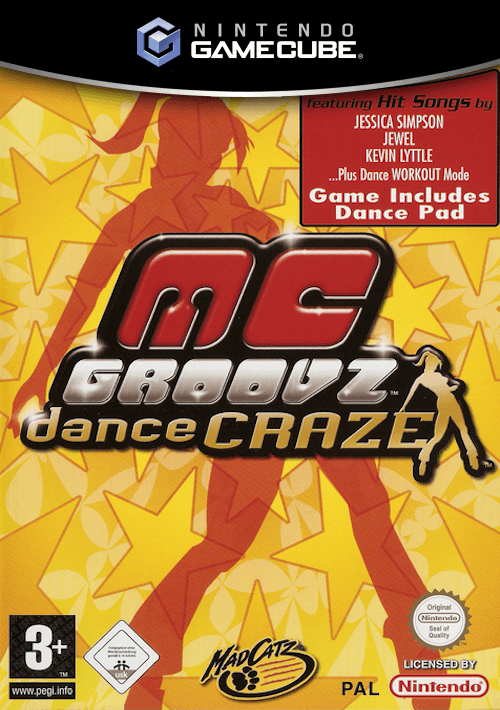 NINTENDO
GAMECUBE®
featuring Hit Songs by
JESSICA SIMPSON
JEWEL
KEVIN LYTTLE
...Plus Dance WORKOUT Mode
Game Includes
Dance Pad
MC
GROOVZ™
dance CRAZE
3+
™
www.pegi.info
usk
MAD CATZ
Original
Nintendo
Seal of
Quality
PAL
LICENSED BY
Nintendo